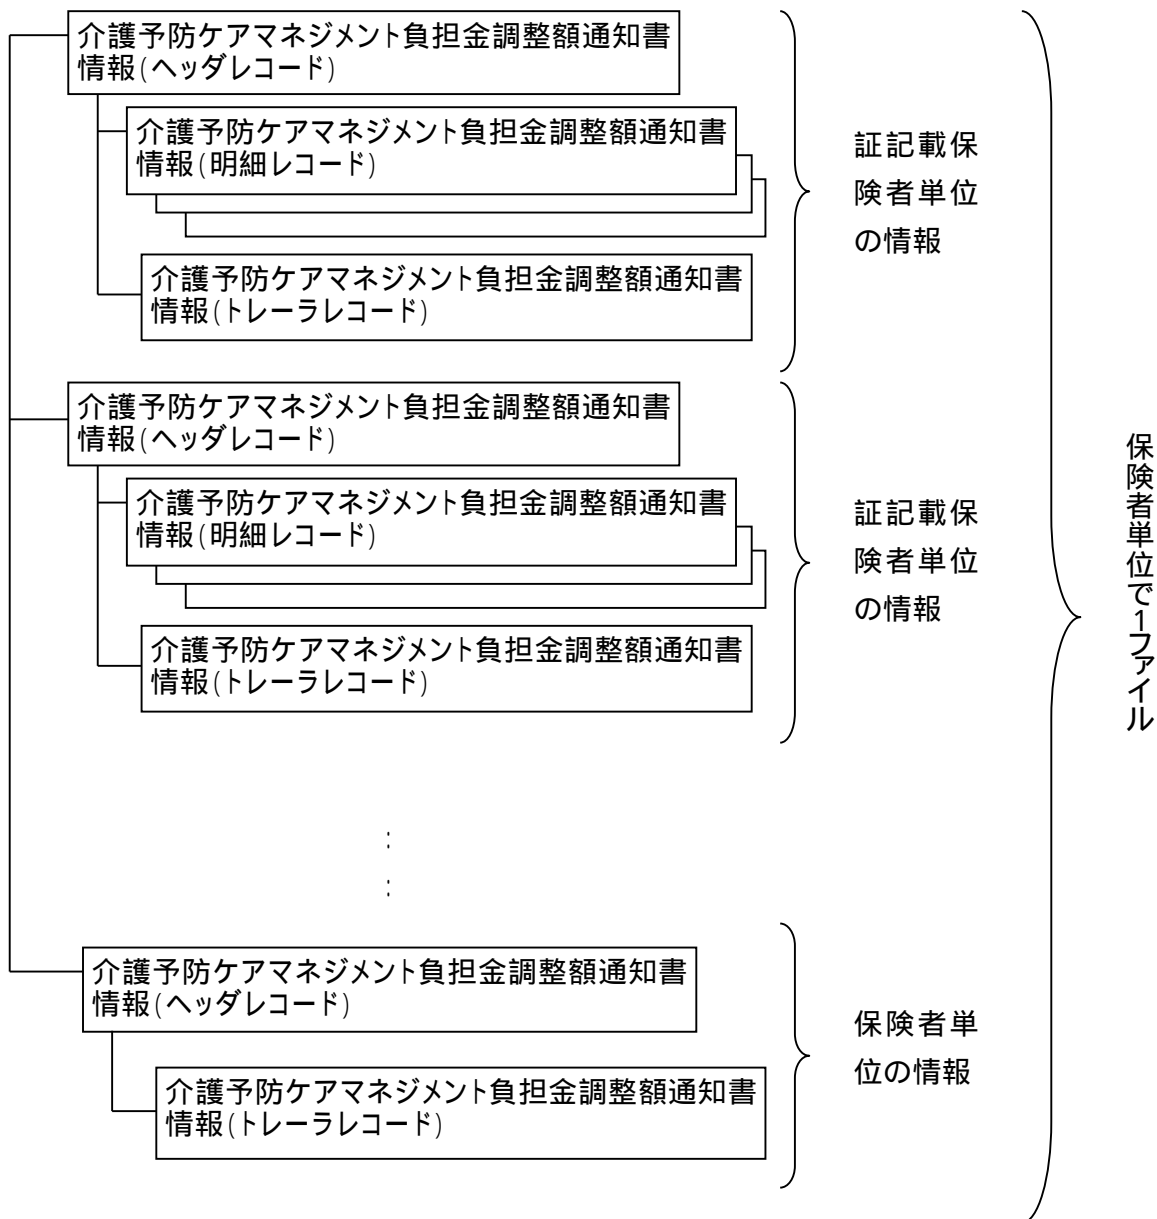 介護予防ケアマネジメント負担金調整額通知書
情報(ヘッダレコード)
介護予防ケアマネジメント負担金調整額通知書
情報(明細レコード)
介護予防ケアマネジメント負担金調整額通知書
情報(トレーラレコード)
証記載保
険者単位
の情報
介護予防ケアマネジメント負担金調整額通知書
情報(ヘッダレコード)
介護予防ケアマネジメント負担金調整額通知書
情報(明細レコード)
介護予防ケアマネジメント負担金調整額通知書
情報(トレーラレコード)
証記載保
険者単位
の情報
:
:
介護予防ケアマネジメント負担金調整額通知書
情報(ヘッダレコード)
介護予防ケアマネジメント負担金調整額通知書
情報(トレーラレコード)
保険者単
位の情報
保険者単位で1ファイル